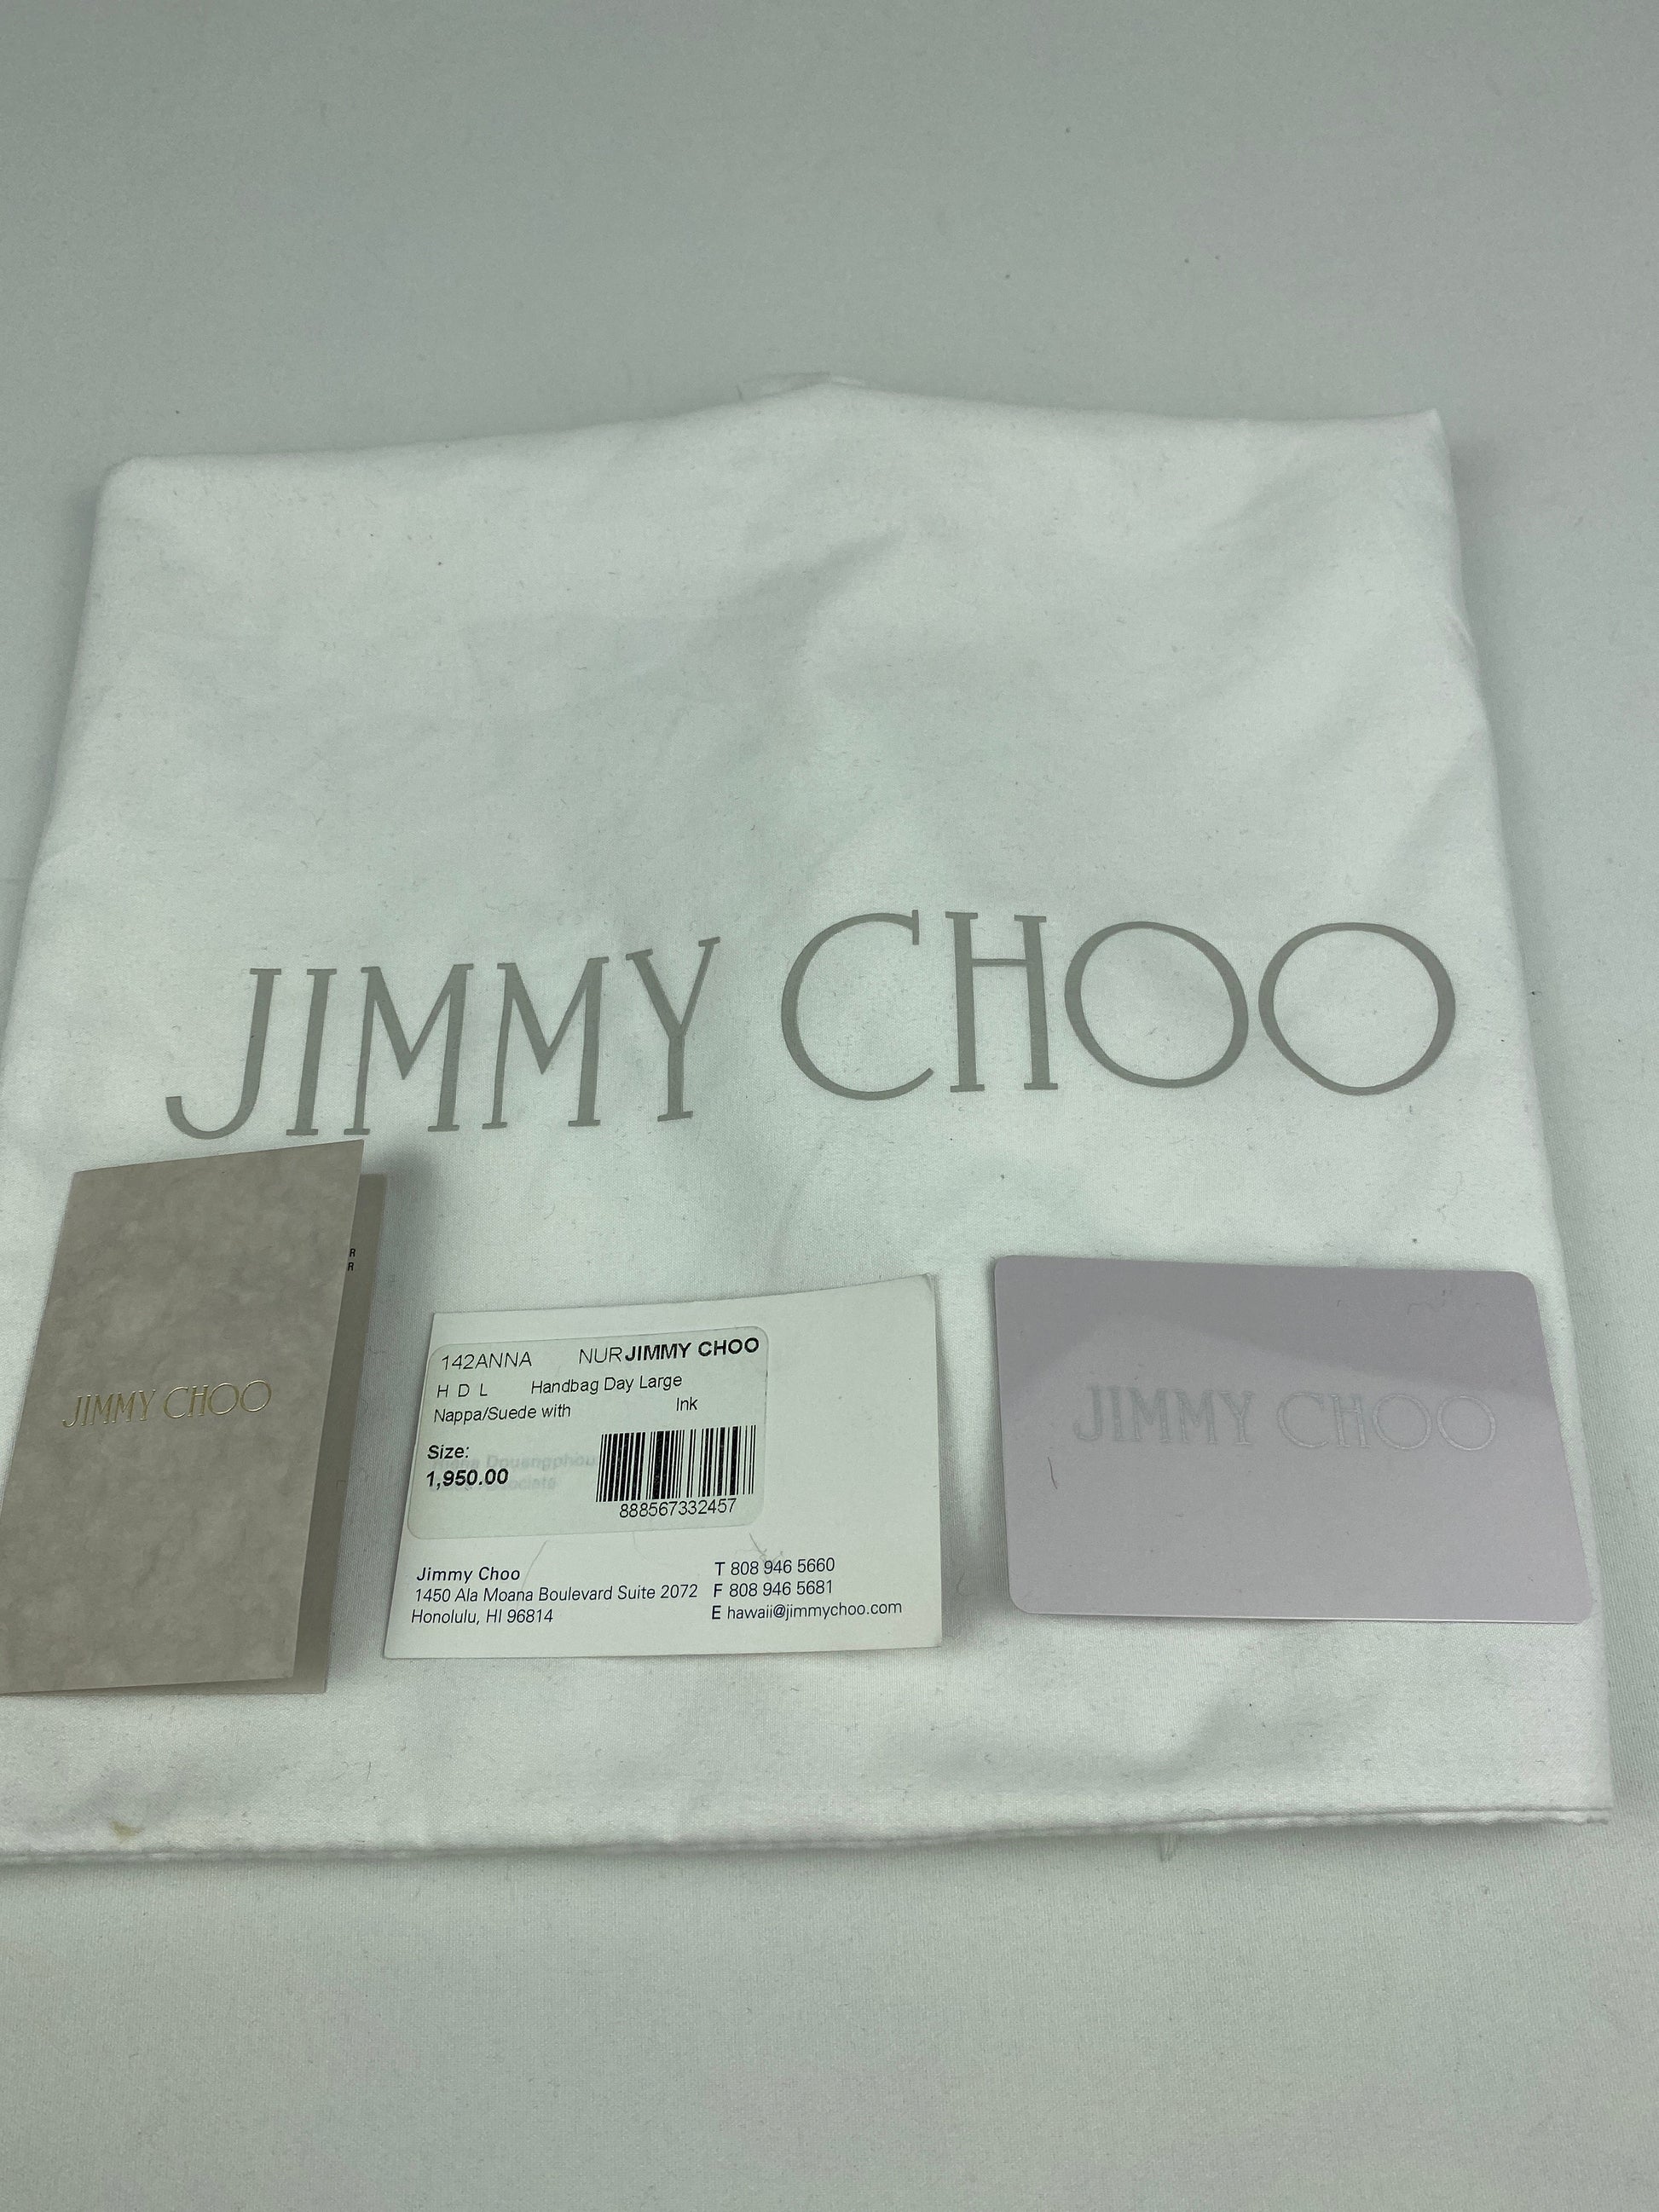 JIMMY CHOO
R
R
JIMMY CHOO
142ANNA NUR JIMMY CHOO
H D L Handbag Day Large
Nappa/Suede with Ink
Size:
1,950.00
888567332457
Jimmy Choo
1450 Ala Moana Boulevard Suite 2072
Honolulu, HI 96814
T 808 946 5660
F 808 946 5681
E hawaii@jimmychoo.com
JIMMY CHOO